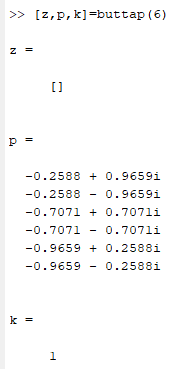 >> [z,p,k]=buttap(6)
z =
[]
p =
-0.2588 + 0.9659i
-0.2588 - 0.9659i
-0.7071 + 0.7071i
-0.7071 - 0.7071i
-0.9659 + 0.2588i
-0.9659 - 0.2588i
k =
1